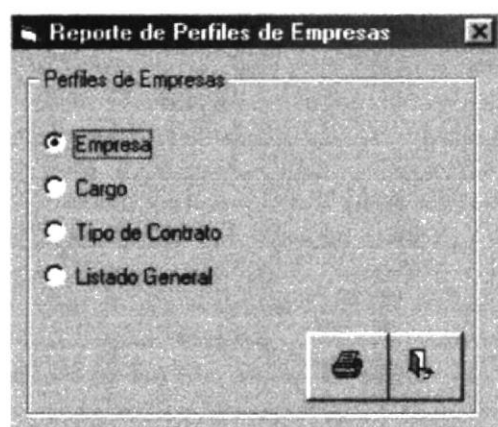 Reporte de Perfiles de Empresas
Perfiles de Empresas
Empresa
Cargo
Tipo de Contrato
Listado General